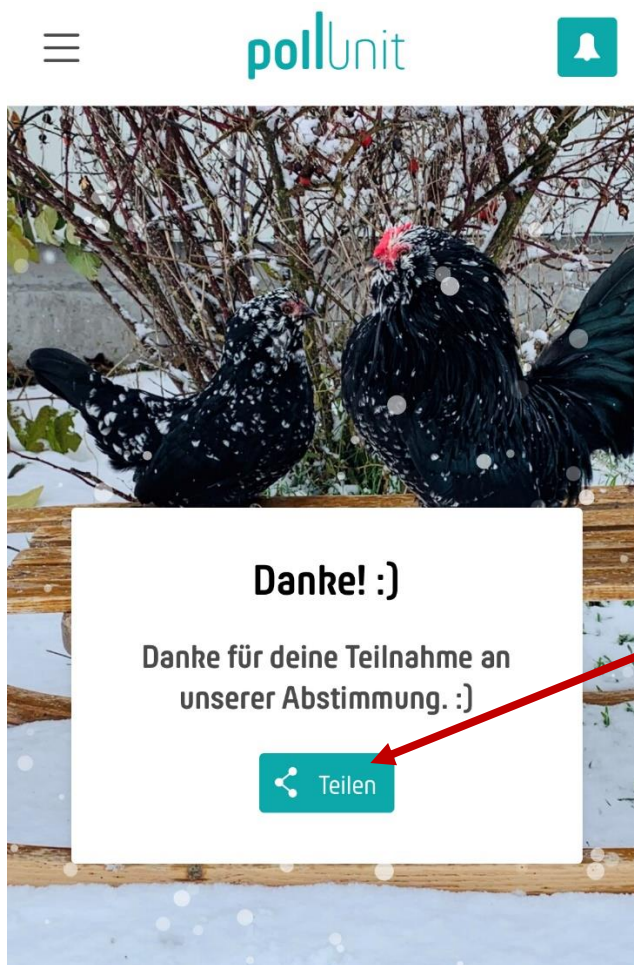 pollUnit
Danke! :)
Danke für deine Teilnahme an
unserer Abstimmung. :)
Teilen